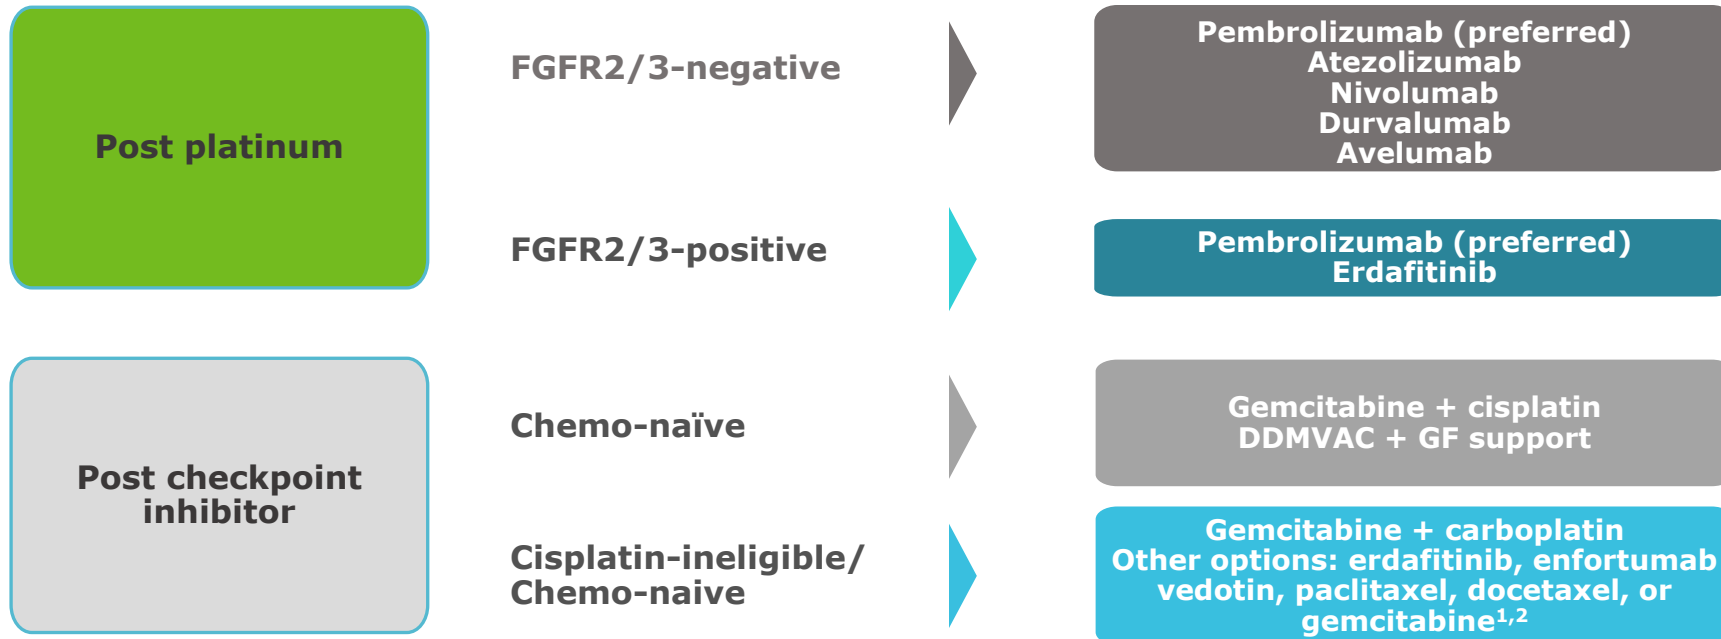 Post platinum
FGFR2/3-negative
Pembrolizumab (preferred)
Atezolizumab
Nivolumab
Durvalumab
Avelumab
FGFR2/3-positive
Pembrolizumab (preferred)
Erdafitinib
Post checkpoint
inhibitor
Chemo-naïve
Gemcitabine + cisplatin
DDMVAC + GF support
Cisplatin-ineligible/
Chemo-naive
Gemcitabine + carboplatin
Other options: erdafitinib, enfortumab
vedotin, paclitaxel, docetaxel, or
gemcitabine1,2